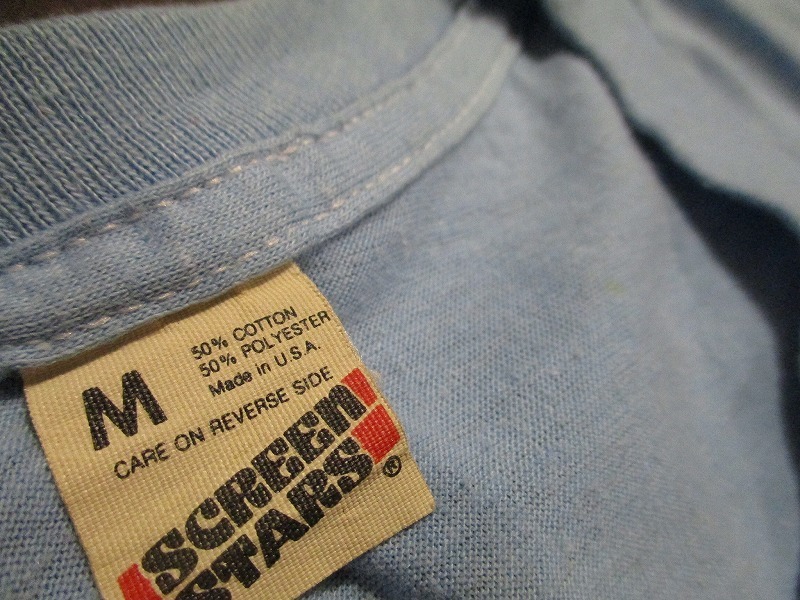 M
50% COTTON
50% POLYESTER
Made in U.S.A.
CARE ON REVERSE SIDE
SCREEN
STARS®